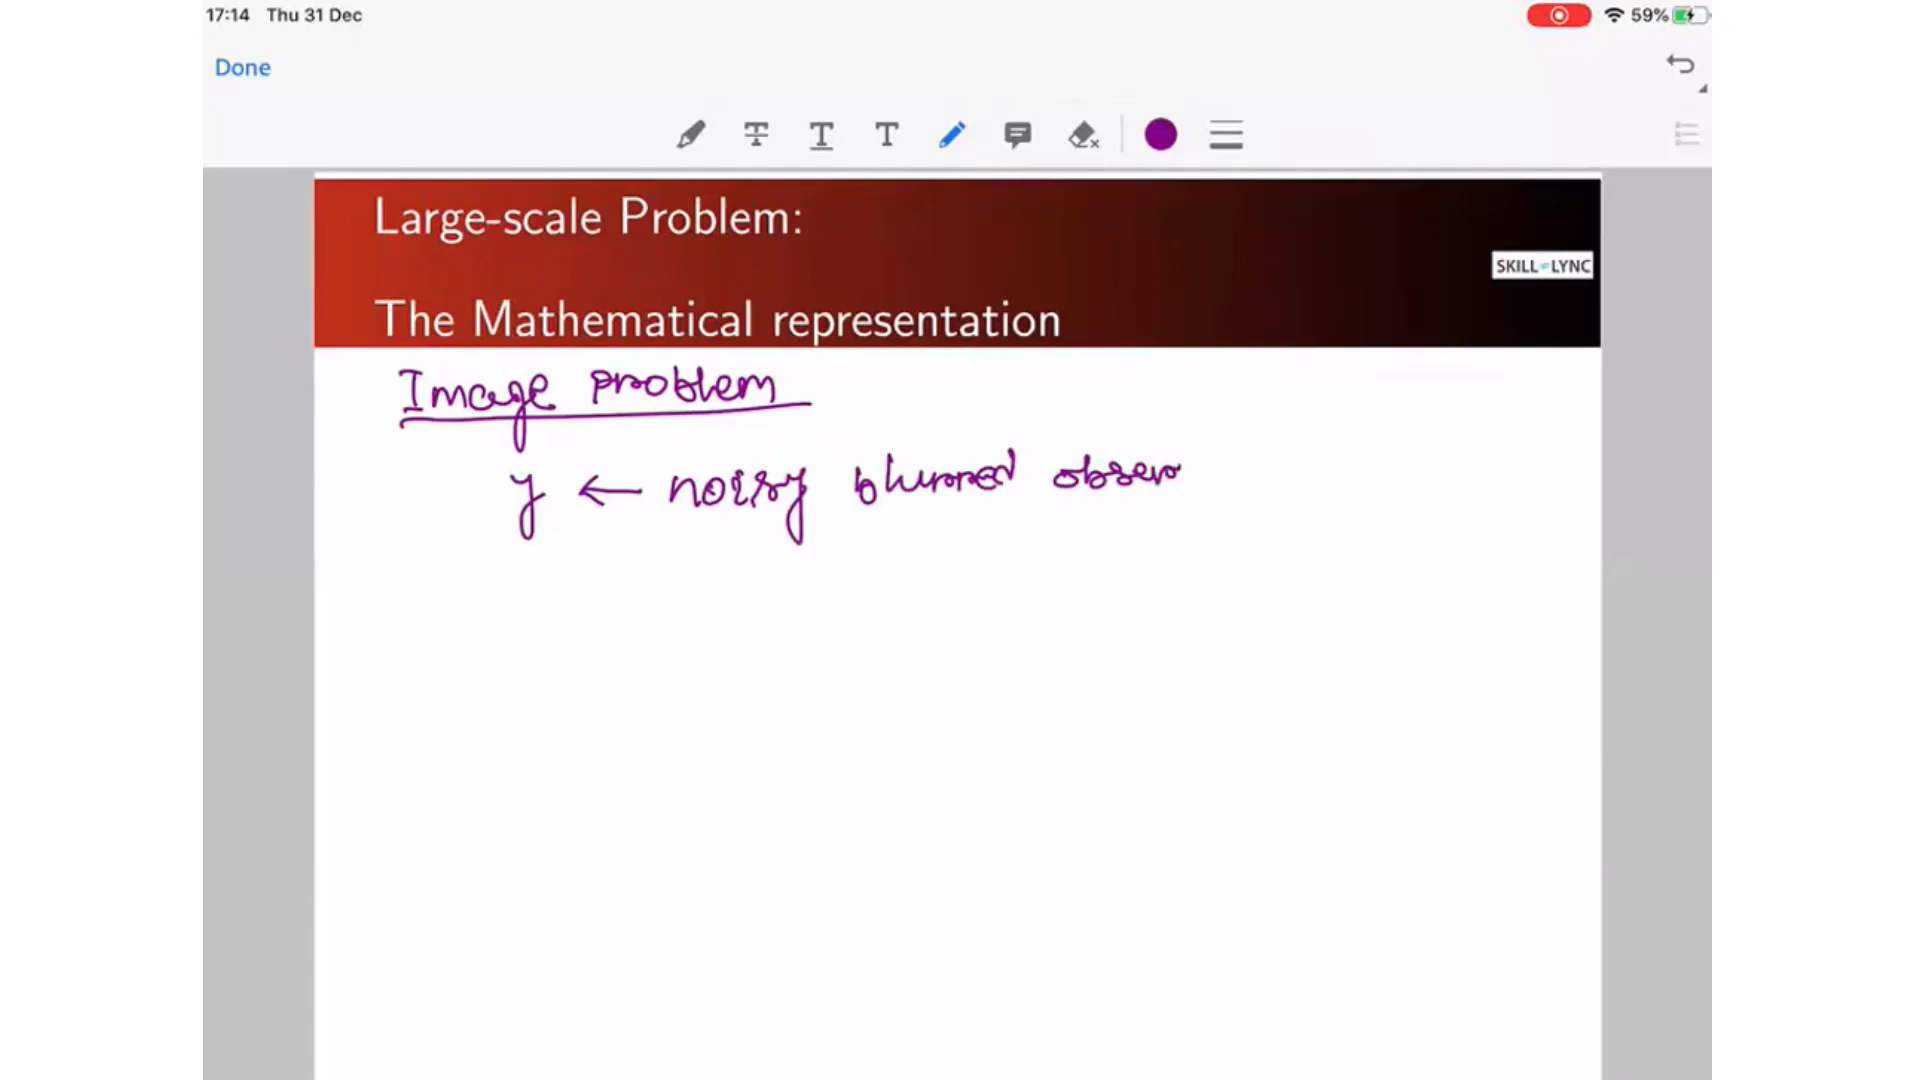 17:14 Thu 31 Dec 59%
Done
T T T
Large-scale Problem:
SKILL LYNC
The Mathematical representation
Image problem
y ← noisy blurred observ